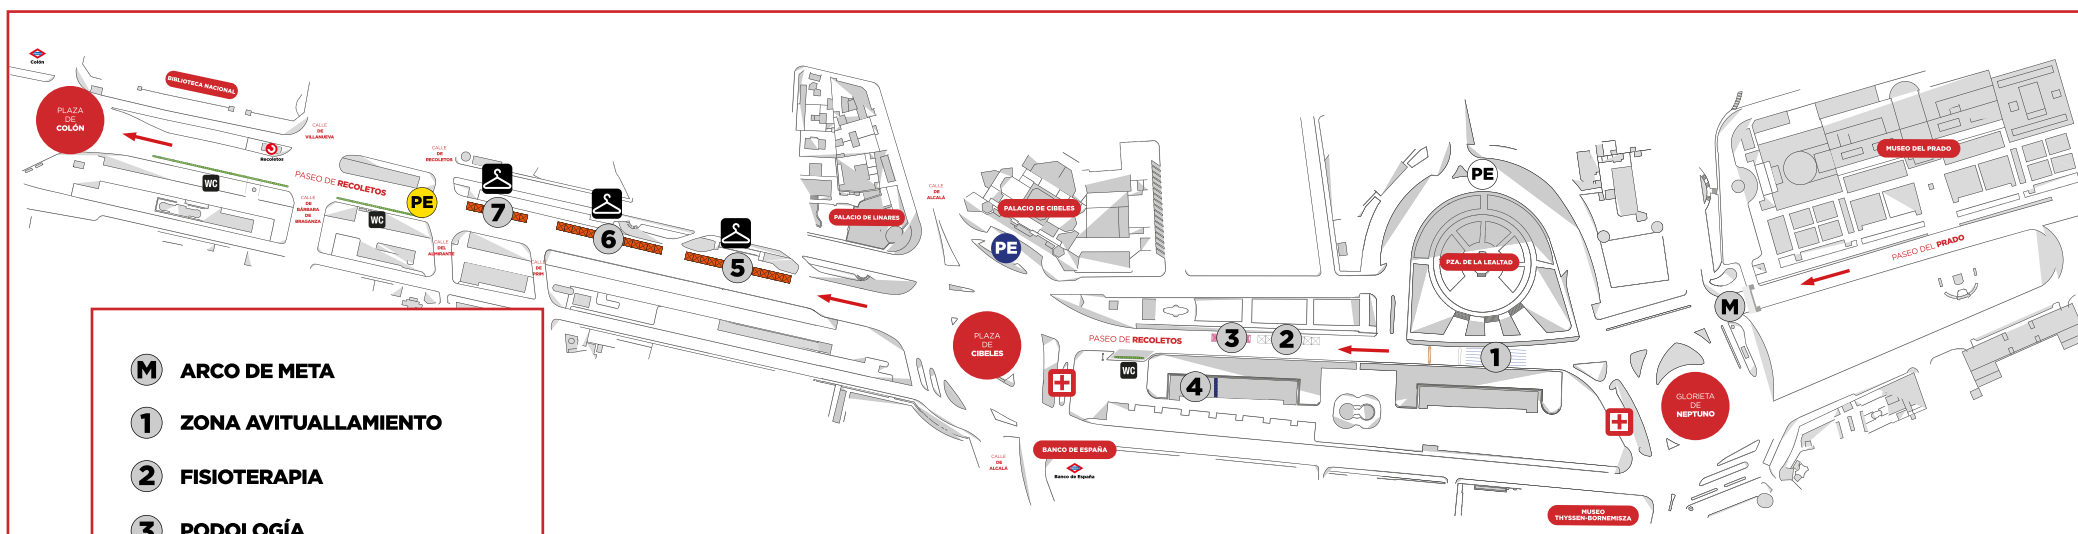 Colón
BIBLIOTECA NACIONAL
PLAZA
DE
COLÓN
CALLE
DE
VILLANUEVA
Recoletos
WC
PASEO DE RECOLETOS
CALLE
DE
BÁRBARA
DE
BRAGANZA
WC
PE
CALLE
DE
RECOLETOS
CALLE
DEL
ALMIRANTE
7
CALLE
DE
PRIM
6
5
PALACIO DE LINARES
CALLE
DE
ALCALÁ
PALACIO DE CIBELES
PE
PLAZA
DE
CIBELES
PASEO DE RECOLETOS
WC
3
2
4
1
PE
PZA. DE LA LEALTAD
BANCO DE ESPAÑA
Banco de España
CALLE
DE
ALCALÁ
MUSEO
THYSSEN-BORNEMISZA
GLORIETA
DE
NEPTUNO
M
PASEO DEL PRADO
MUSEO DEL PRADO
M ARCO DE META
1 ZONA AVITUALLAMIENTO
2 FISIOTERAPIA
3 PODOLOGÍA